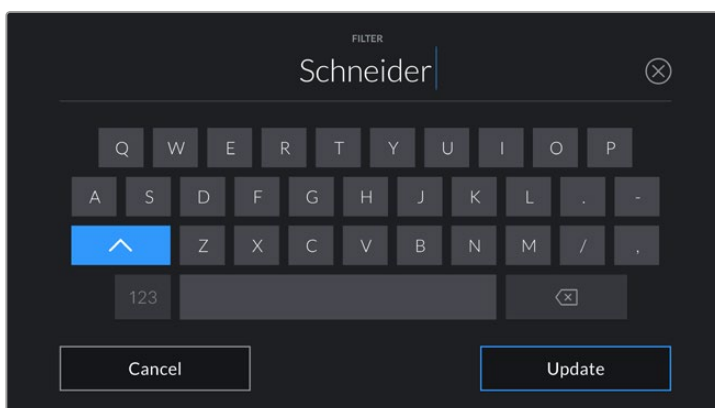 FILTER
Schneider
Q W E R T Y U I O P
A S D F G H J K L . -
Z X C V B N M / ,
123
Cancel Update